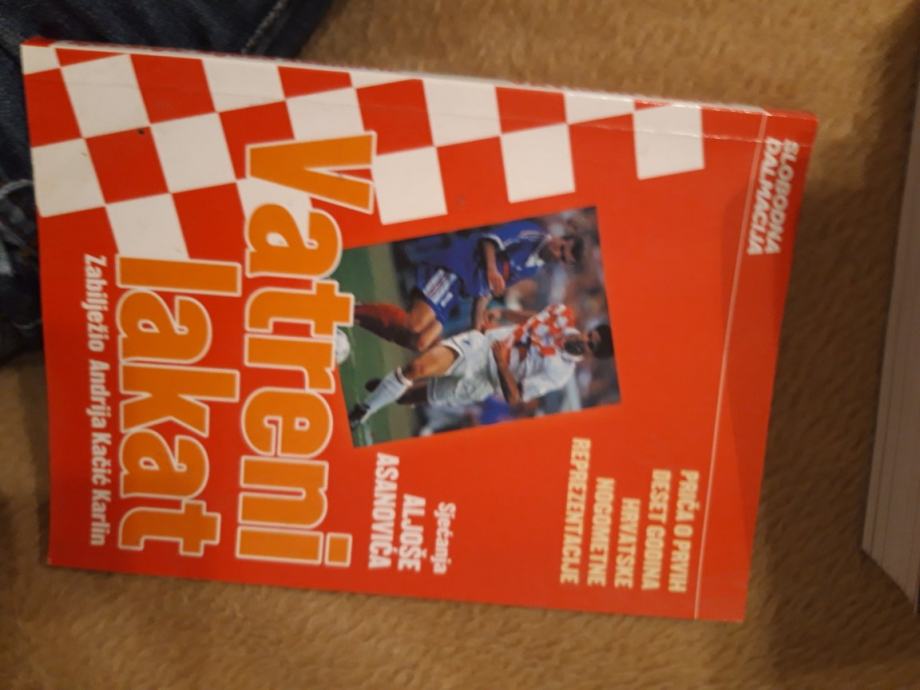 SLOBODNA
DALMACIJA
PRIČA O PRVIH
DESET GODINA
HRVATSKE
NOGOMETNE
REPREZENTACIJE
Sjećanja
ALJOŠE
ASANOVIĆA
Vatreni
lakat
Zabilježio Andrija Kačić Karlin